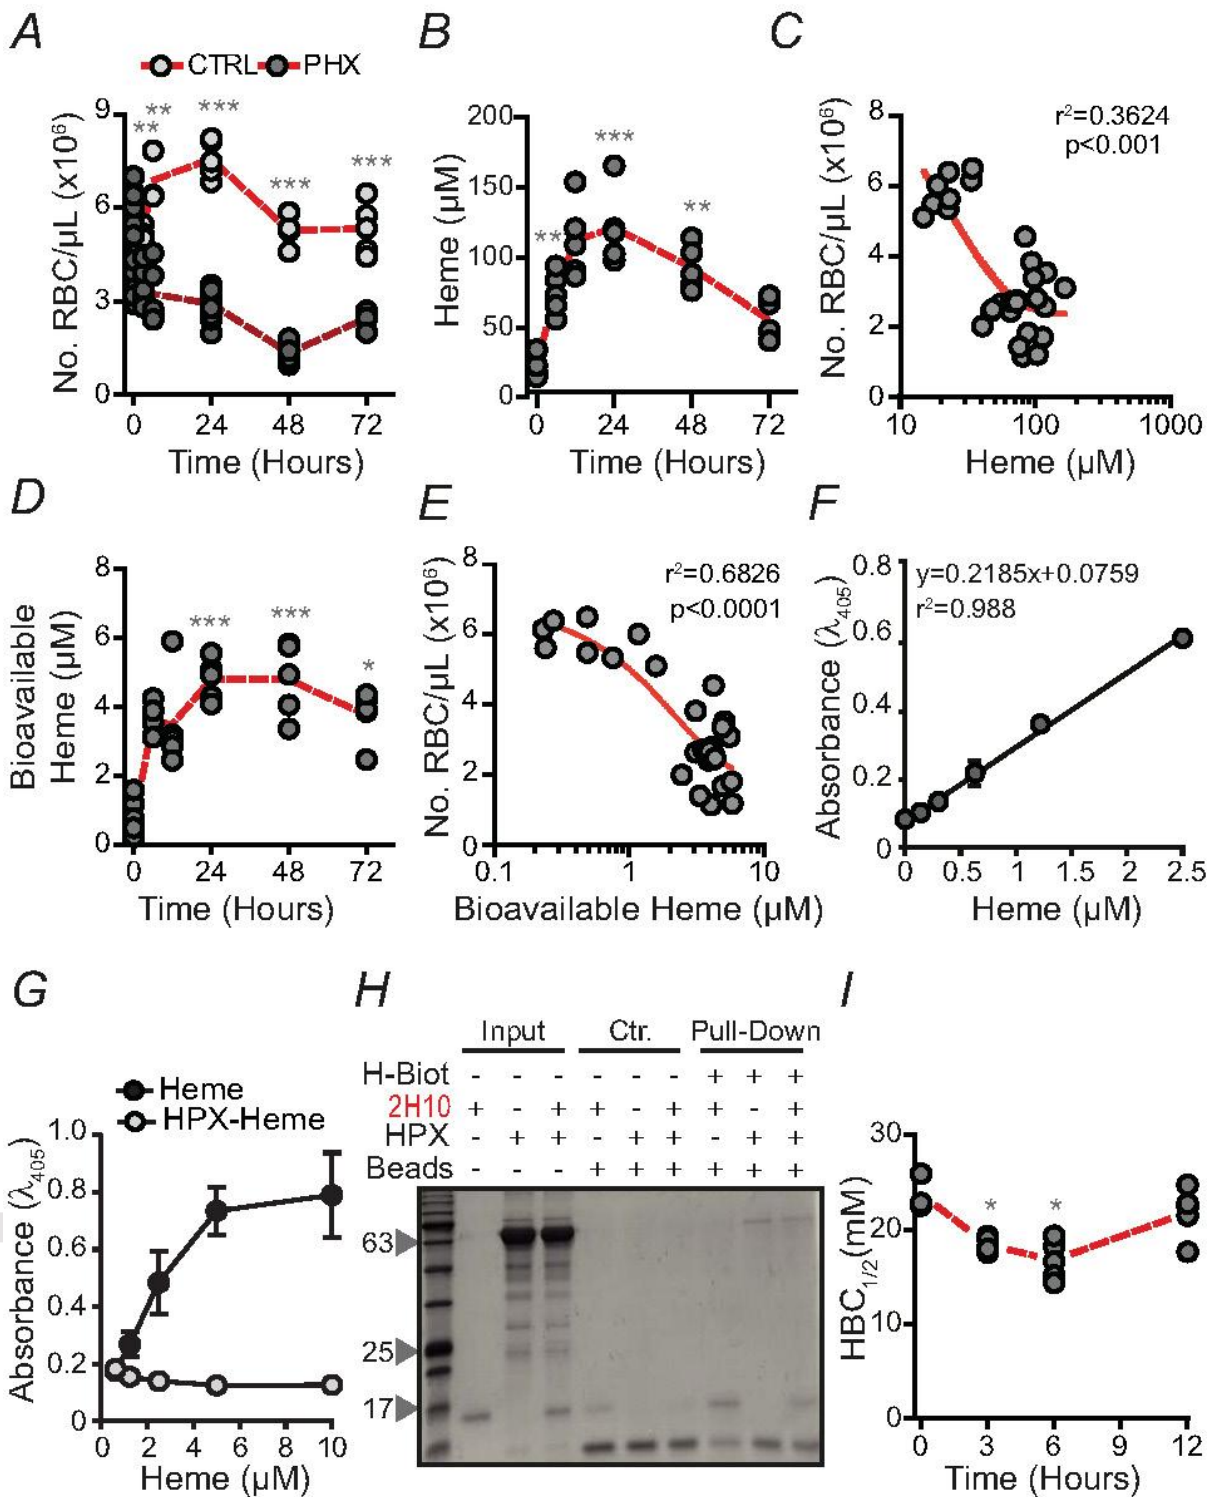 A
CTRL PHX
No. RBC/µL (x10⁶)
9
6
3
0
** ** *** *** ***
0 24 48 72
Time (Hours)
B
Heme (µM)
200
150
100
50
0
** *** **
0 24 48 72
Time (Hours)
C
No. RBC/µL (x10⁶)
8
6
4
2
0
r²=0.3624
p<0.001
10 100 1000
Heme (µM)
D
Bioavailable
Heme (µM)
8
6
4
2
0
*** *** *
0 24 48 72
Time (Hours)
E
No. RBC/µL (x10⁶)
8
6
4
2
0
r²=0.6826
p<0.0001
0.1 1 10
Bioavailable Heme (µM)
F
Absorbance (λ₄₀₅)
0.8
0.6
0.4
0.2
0
y=0.2185x+0.0759
r²=0.988
0 0.5 1 1.5 2 2.5
Heme (µM)
G
Heme
HPX-Heme
Absorbance (λ₄₀₅)
1.0
0.8
0.6
0.4
0.2
0
0 2 4 6 8 10
Heme (µM)
H
Input Ctr. Pull-Down
H-Biot - - - - - - + + +
2H10 + - + + - + + - +
HPX - + + - + + - + +
Beads - - - + + + + + +
63
25
17
I
HBC₁/₂(mM)
30
20
10
0
* *
0 3 6 9 12
Time (Hours)